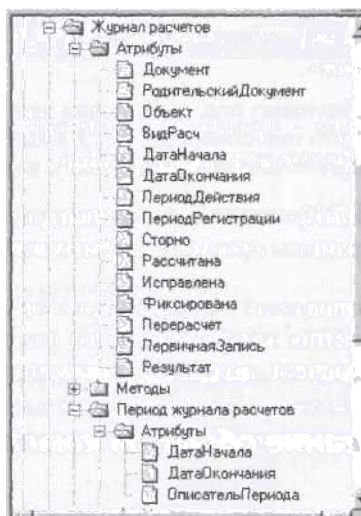 Журнал расчетов
Атрибуты
Документ
РодительскийДокумент
Объект
ВидРасч
ДатаНачала
ДатаОкончания
ПериодДействия
ПериодРегистрации
Сторно
Рассчитана
Исправлена
Фиксирована
Перерасчет
ПервичнаяЗапись
Результат
Методы
Период журнала расчетов
Атрибуты
ДатаНачала
ДатаОкончания
ОписательПериода